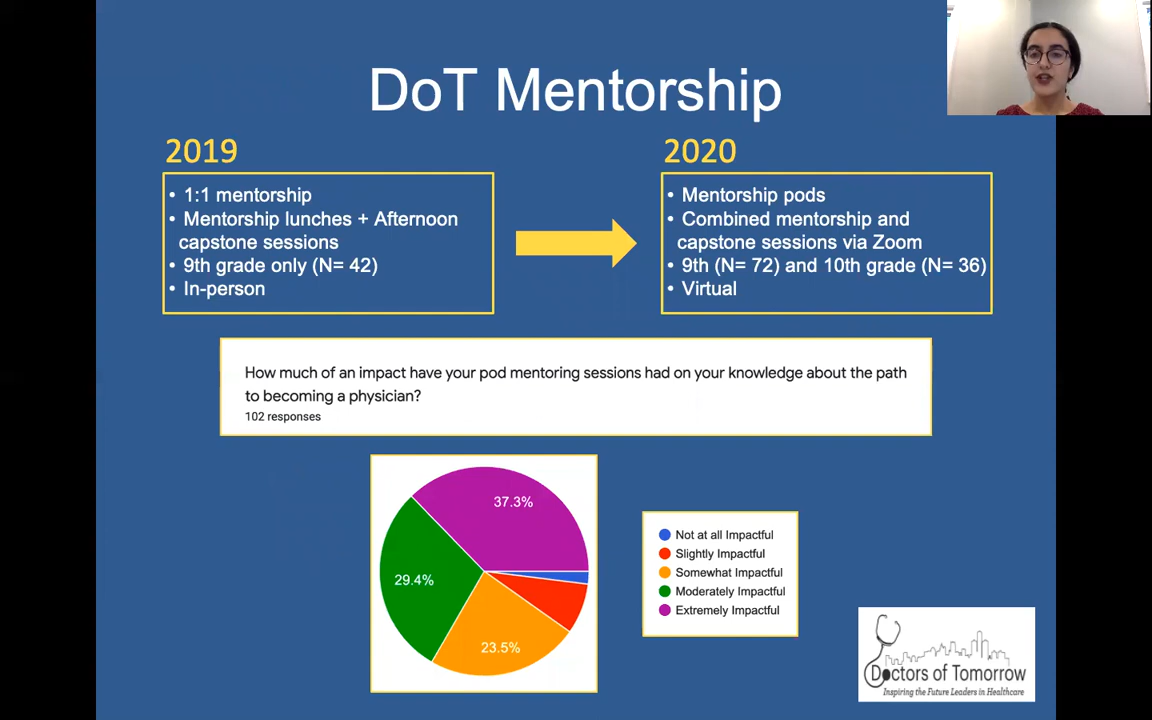 DoT Mentorship
2019
• 1:1 mentorship
• Mentorship lunches + Afternoon
capstone sessions
• 9th grade only (N= 42)
• In-person
2020
• Mentorship pods
• Combined mentorship and
capstone sessions via Zoom
• 9th (N= 72) and 10th grade (N= 36)
• Virtual
How much of an impact have your pod mentoring sessions had on your knowledge about the path
to becoming a physician?
102 responses
37.3%
29.4%
23.5%
Not at all Impactful
Slightly Impactful
Somewhat Impactful
Moderately Impactful
Extremely Impactful
Doctors of Tomorrow
Inspiring the Future Leaders in Healthcare